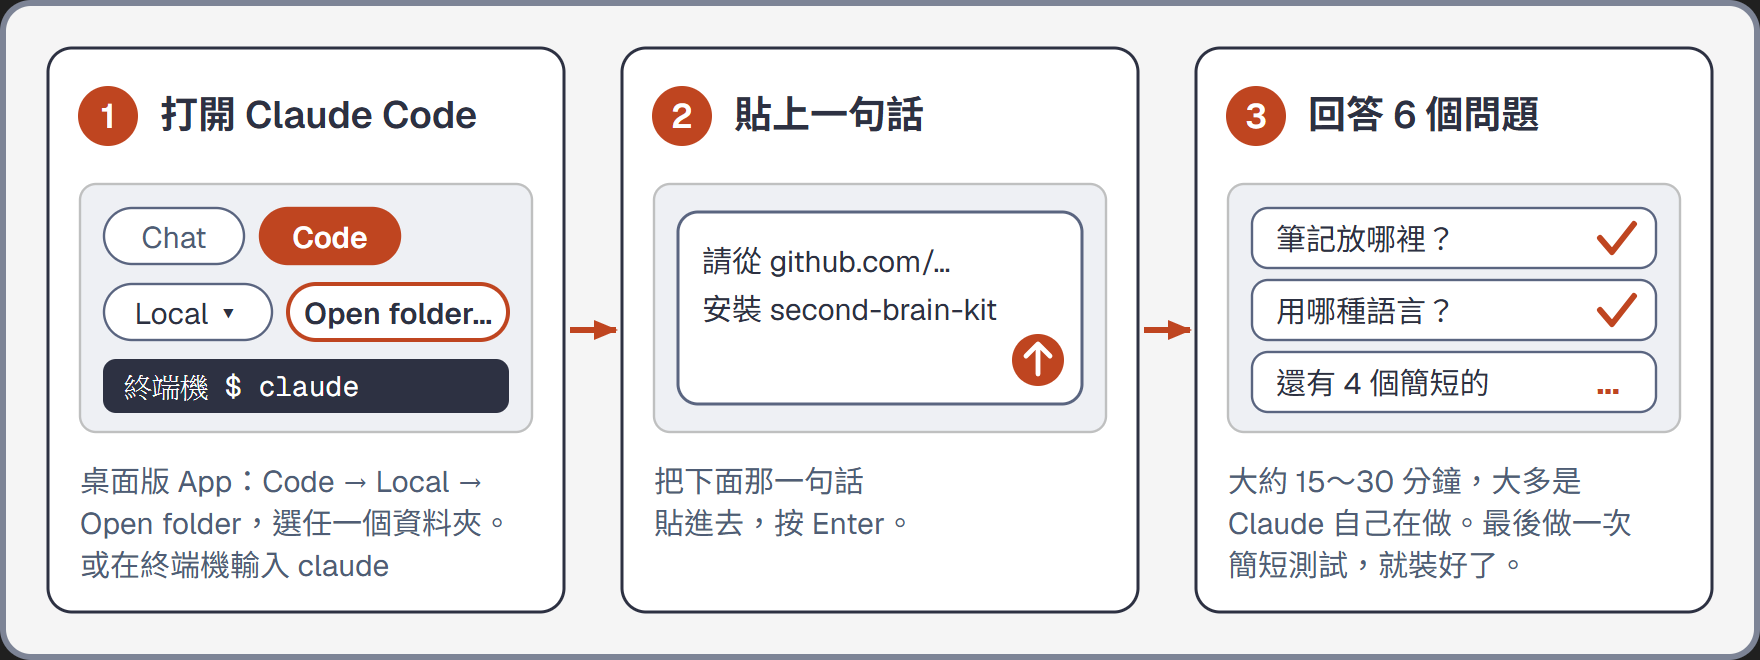 1 打開 Claude Code
Chat
Code
Local ▼
Open folder...
終端機 $ claude
桌面版 App：Code → Local →
Open folder，選任一個資料夾。
或在終端機輸入 claude
2 貼上一句話
請從 github.com/...
安裝 second-brain-kit
把下面那一句話
貼進去，按 Enter。
3 回答 6 個問題
筆記放哪裡？
用哪種語言？
還有 4 個簡短的 ...
大約 15～30 分鐘，大多是
Claude 自己在做。最後做一次
簡短測試，就裝好了。